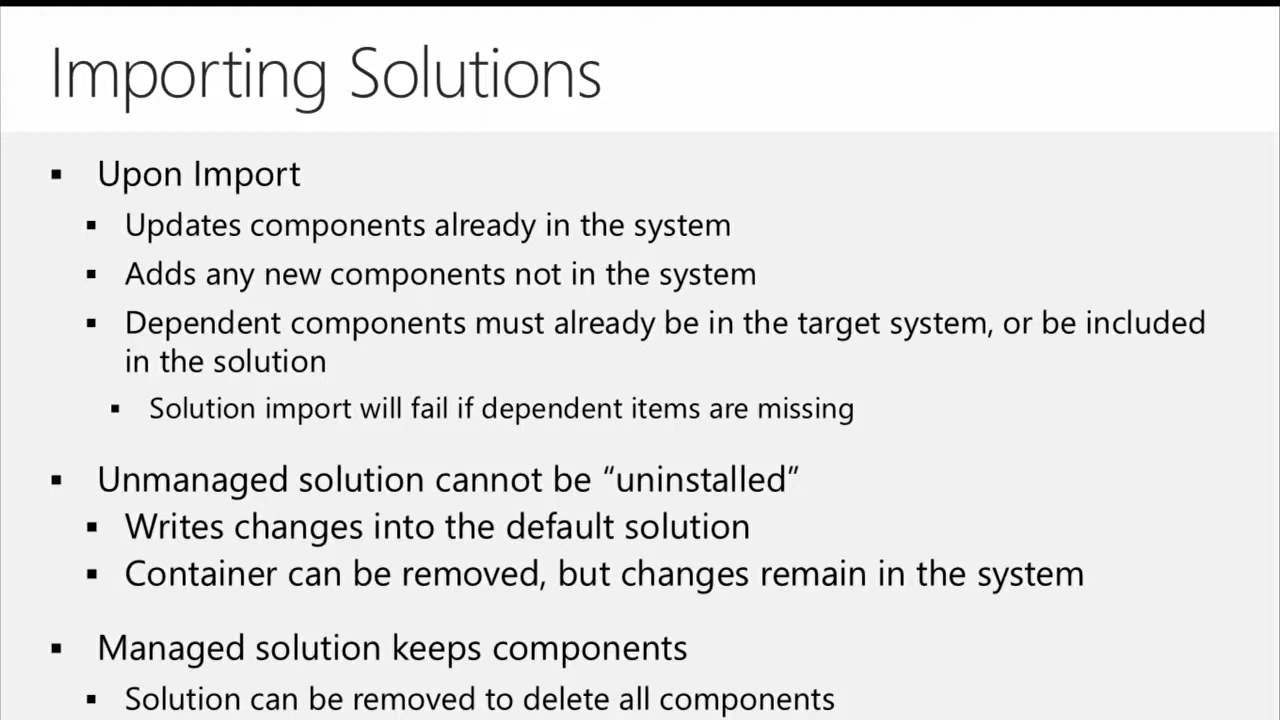 Importing Solutions
▪ Upon Import
▪ Updates components already in the system
▪ Adds any new components not in the system
▪ Dependent components must already be in the target system, or be included
in the solution
▪ Solution import will fail if dependent items are missing
▪ Unmanaged solution cannot be “uninstalled”
▪ Writes changes into the default solution
▪ Container can be removed, but changes remain in the system
▪ Managed solution keeps components
▪ Solution can be removed to delete all components